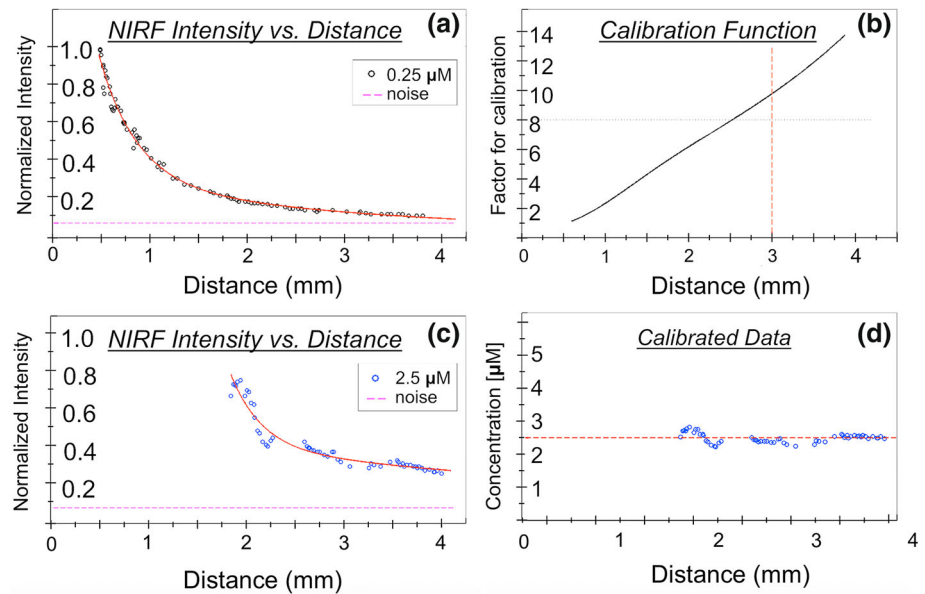 NIRF Intensity vs. Distance (a)
Normalized Intensity
1.0
0.8
0.6
0.4
0.2
0.25 µM
noise
0 1 2 3 4
Distance (mm)
Calibration Function (b)
Factor for calibration
14
12
10
8
6
4
2
0 1 2 3 4
Distance (mm)
NIRF Intensity vs. Distance (c)
Normalized Intensity
1.0
0.8
0.6
0.4
0.2
2.5 µM
noise
0 1 2 3 4
Distance (mm)
Calibrated Data (d)
Concentration [µM]
5
4
3
2
1
0 1 2 3 4
Distance (mm)